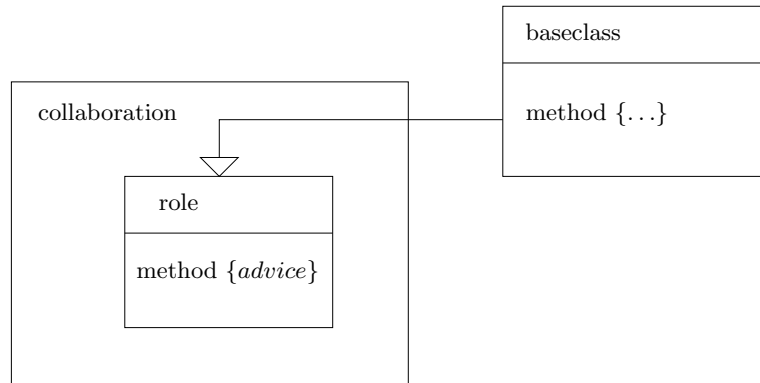 baseclass
method {...}
collaboration
role
method {advice}